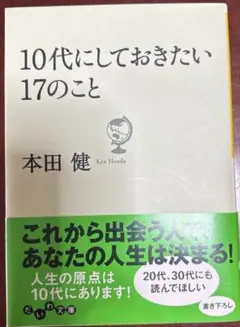 10代にしておきたい
17のこと
Ken Honda
本田 健
これから出会う人で、
あなたの人生は決まる!
人生の原点は
10代にあります!
20代、30代にも
読んでほしい
だいわ文庫
書き下ろし